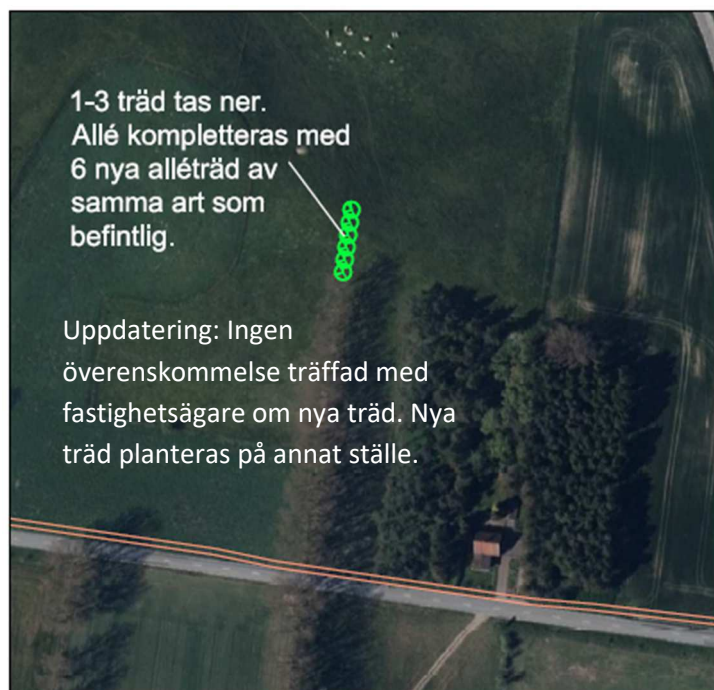 1-3 träd tas ner.
Allé kompletteras med
6 nya alléträd av
samma art som
befintlig.
Uppdatering: Ingen
överenskommelse träffad med
fastighetsägare om nya träd. Nya
träd planteras på annat ställe.